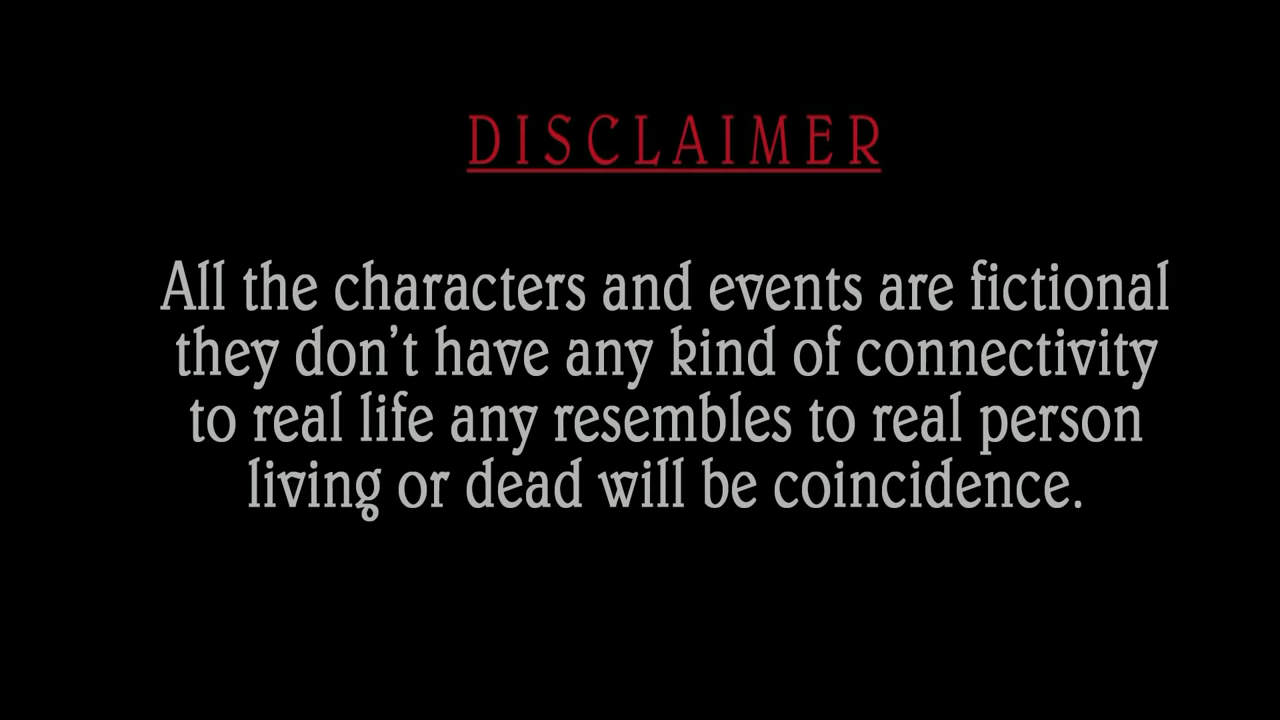 DISCLAIMER
All the characters and events are fictional
they don't have any kind of connectivity
to real life any resembles to real person
living or dead will be coincidence.